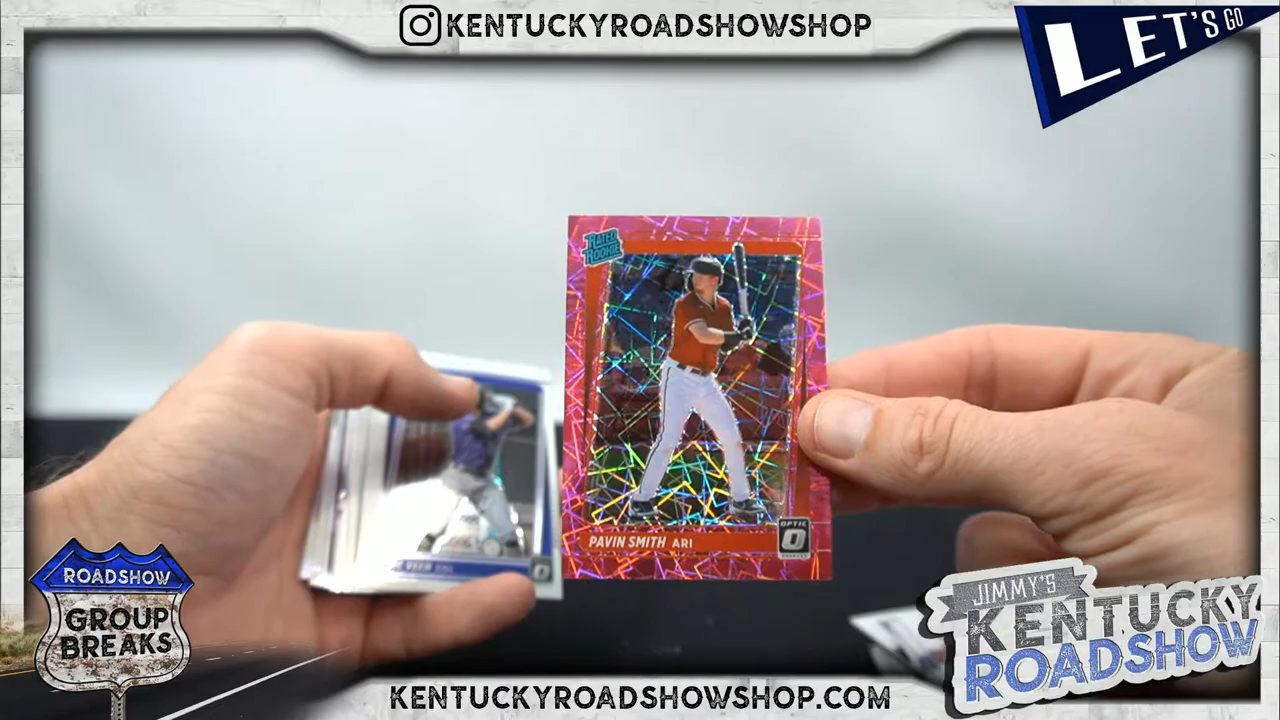 KENTUCKYROADSHOWSHOP
LET'S GO
RATED
ROOKIE
PAVIN SMITH ARI
OPTIC
ROADSHOW
GROUP
BREAKS
JIMMY'S
KENTUCKY
ROADSHOW
KENTUCKYROADSHOWSHOP.COM